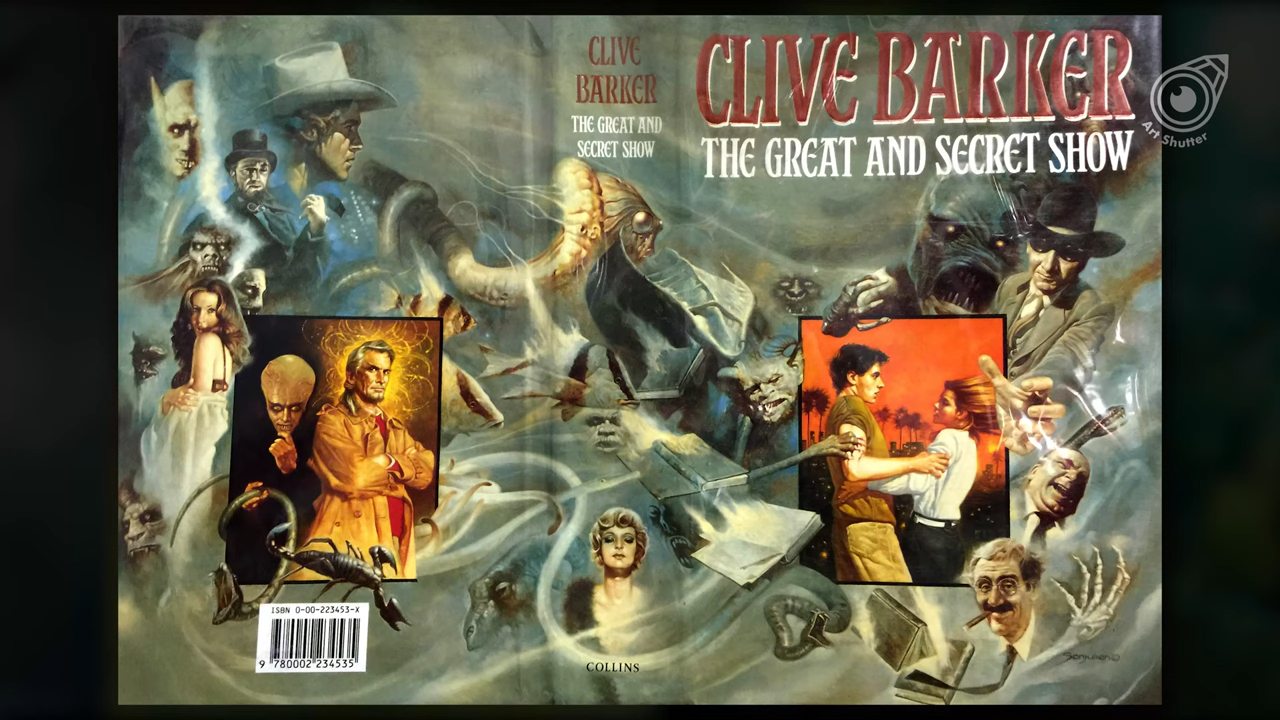 CLIVE
BARKER
THE GREAT AND
SECRET SHOW
COLLINS
CLIVE BARKER
THE GREAT AND SECRET SHOW
Art Shutter
ISBN 0-00-223453-X
9 780002 234535